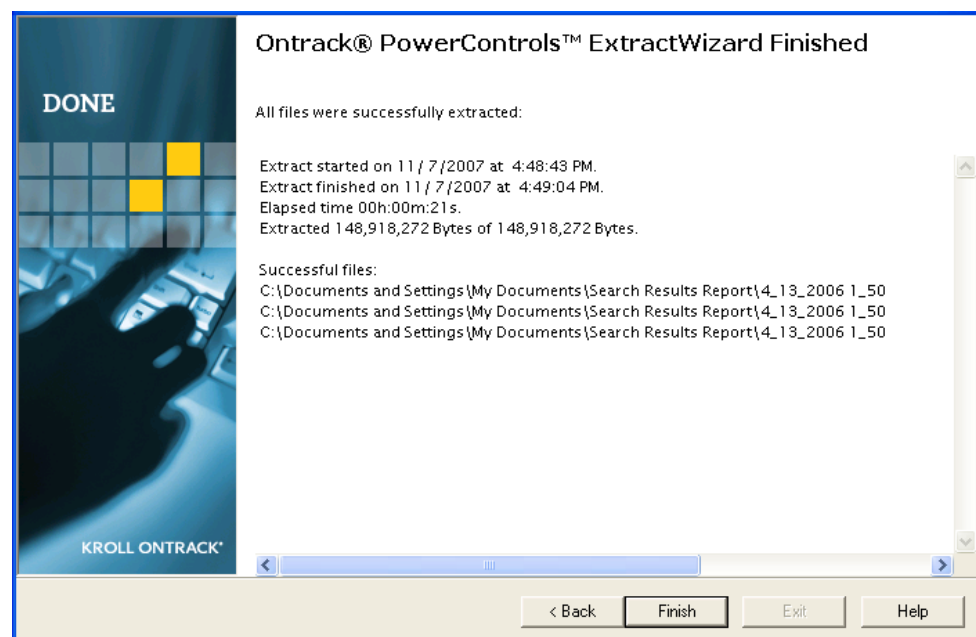 Ontrack® PowerControls™ ExtractWizard Finished
DONE
All files were successfully extracted:
Extract started on 11/ 7/2007 at  4:48:43 PM.
Extract finished on 11/ 7/2007 at  4:49:04 PM.
Elapsed time 00h:00m:21s.
Extracted 148,918,272 Bytes of 148,918,272 Bytes.
Successful files:
C:\Documents and Settings\My Documents\Search Results Report\4_13_2006 1_50
C:\Documents and Settings\My Documents\Search Results Report\4_13_2006 1_50
C:\Documents and Settings\My Documents\Search Results Report\4_13_2006 1_50
KROLL ONTRACK®
< Back Finish Exit Help